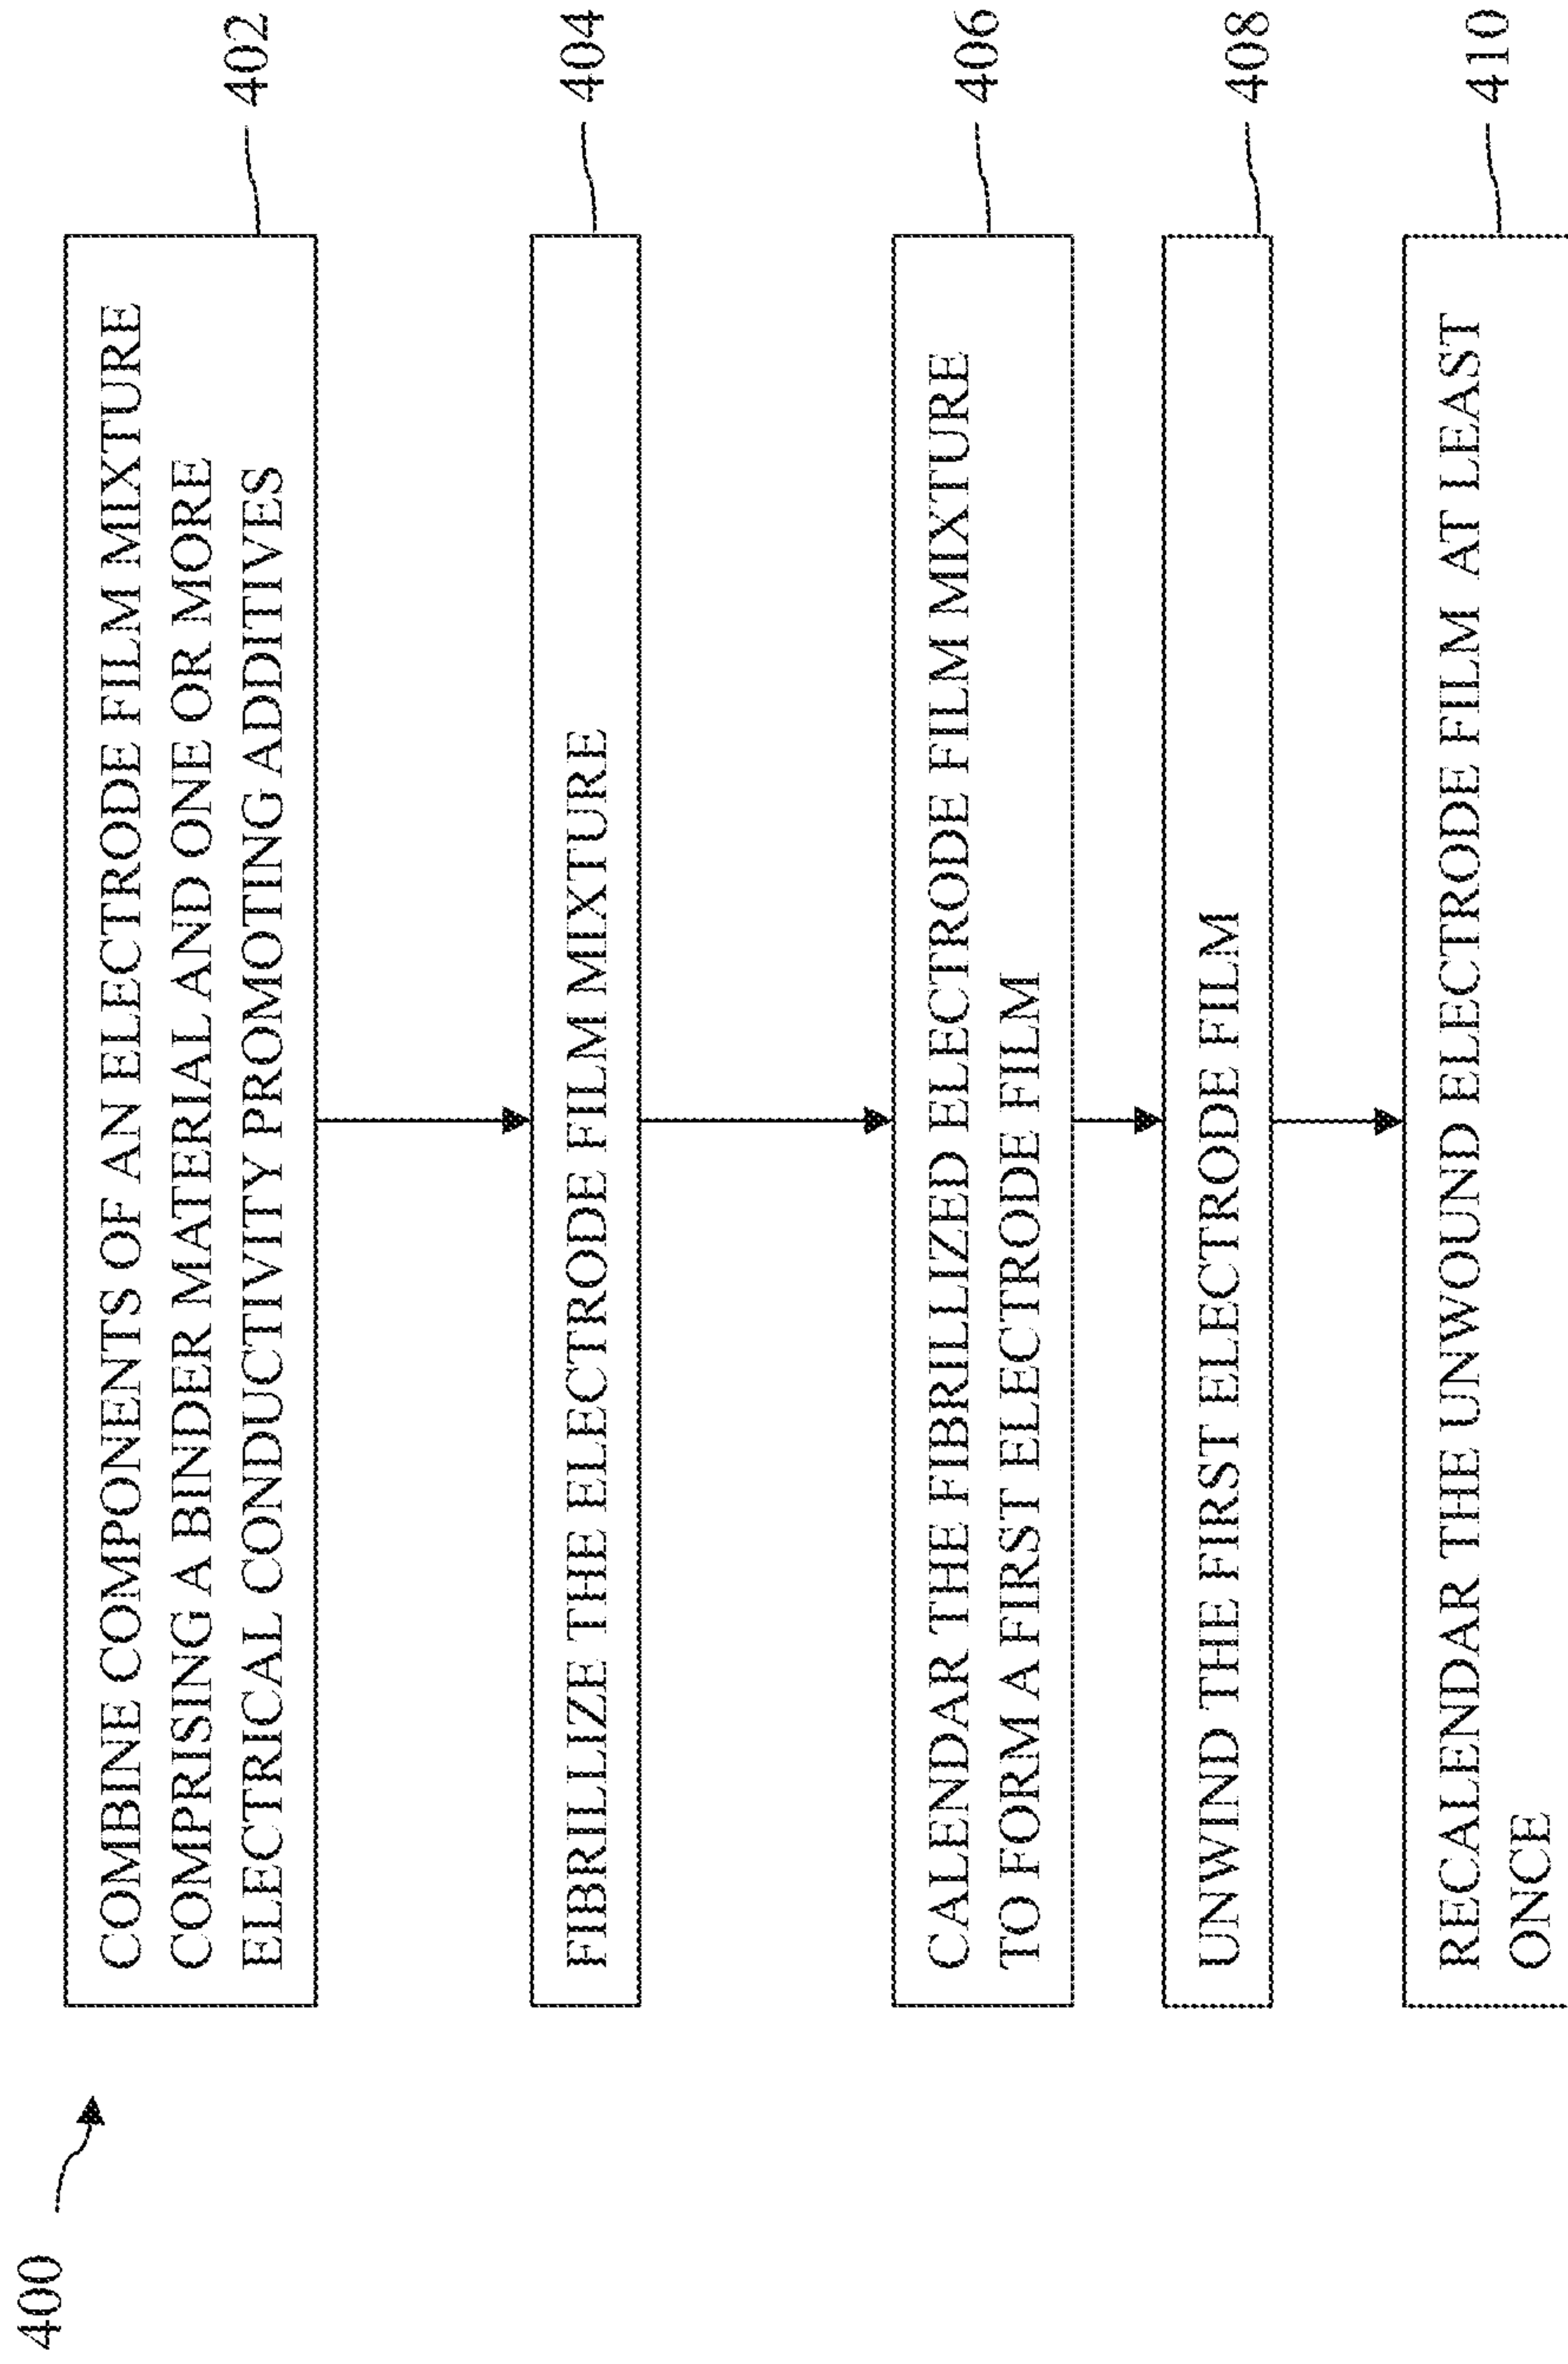 400
COMBINE COMPONENTS OF AN ELECTRODE FILM MIXTURE
COMPRISING A BINDER MATERIAL AND ONE OR MORE
ELECTRICAL CONDUCTIVITY PROMOTING ADDITIVES
402
FIBRILLIZE THE ELECTRODE FILM MIXTURE
404
CALENDAR THE FIBRILIZED ELECTRODE FILM MIXTURE
TO FORM A FIRST ELECTRODE FILM
406
UNWIND THE FIRST ELECTRODE FILM
408
RECALENDAR THE UNWOUND ELECTRODE FILM AT LEAST
ONCE
410